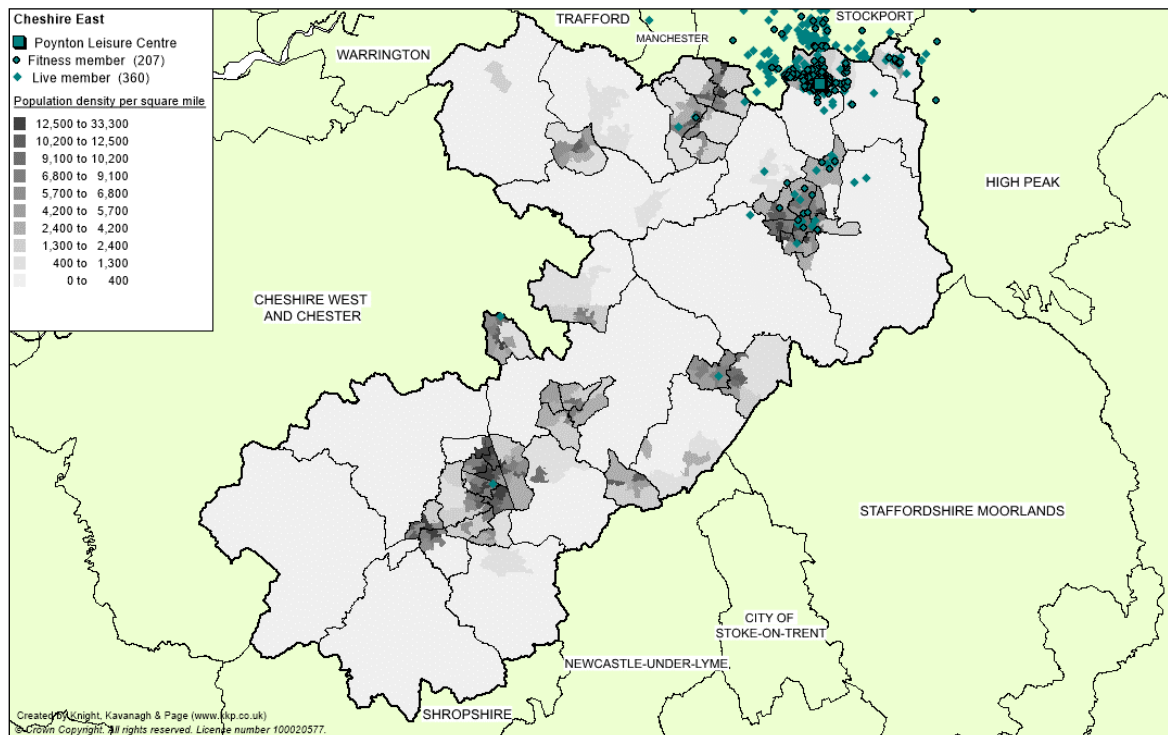 Cheshire East
Poynton Leisure Centre
Fitness member (207)
Live member (360)
Population density per square mile
12,500 to 33,300
10,200 to 12,500
9,100 to 10,200
6,800 to 9,100
5,700 to 6,800
4,200 to 5,700
2,400 to 4,200
1,300 to 2,400
400 to 1,300
0 to 400
TRAFFORD
STOCKPORT
MANCHESTER
WARRINGTON
HIGH PEAK
CHESHIRE WEST
AND CHESTER
STAFFORDSHIRE MOORLANDS
CITY OF
STOKE-ON-TRENT
NEWCASTLE-UNDER-LYME
SHROPSHIRE
Created by Knight, Kavanagh & Page (www.kkp.co.uk)
© Crown Copyright. All rights reserved. License number 100020577.